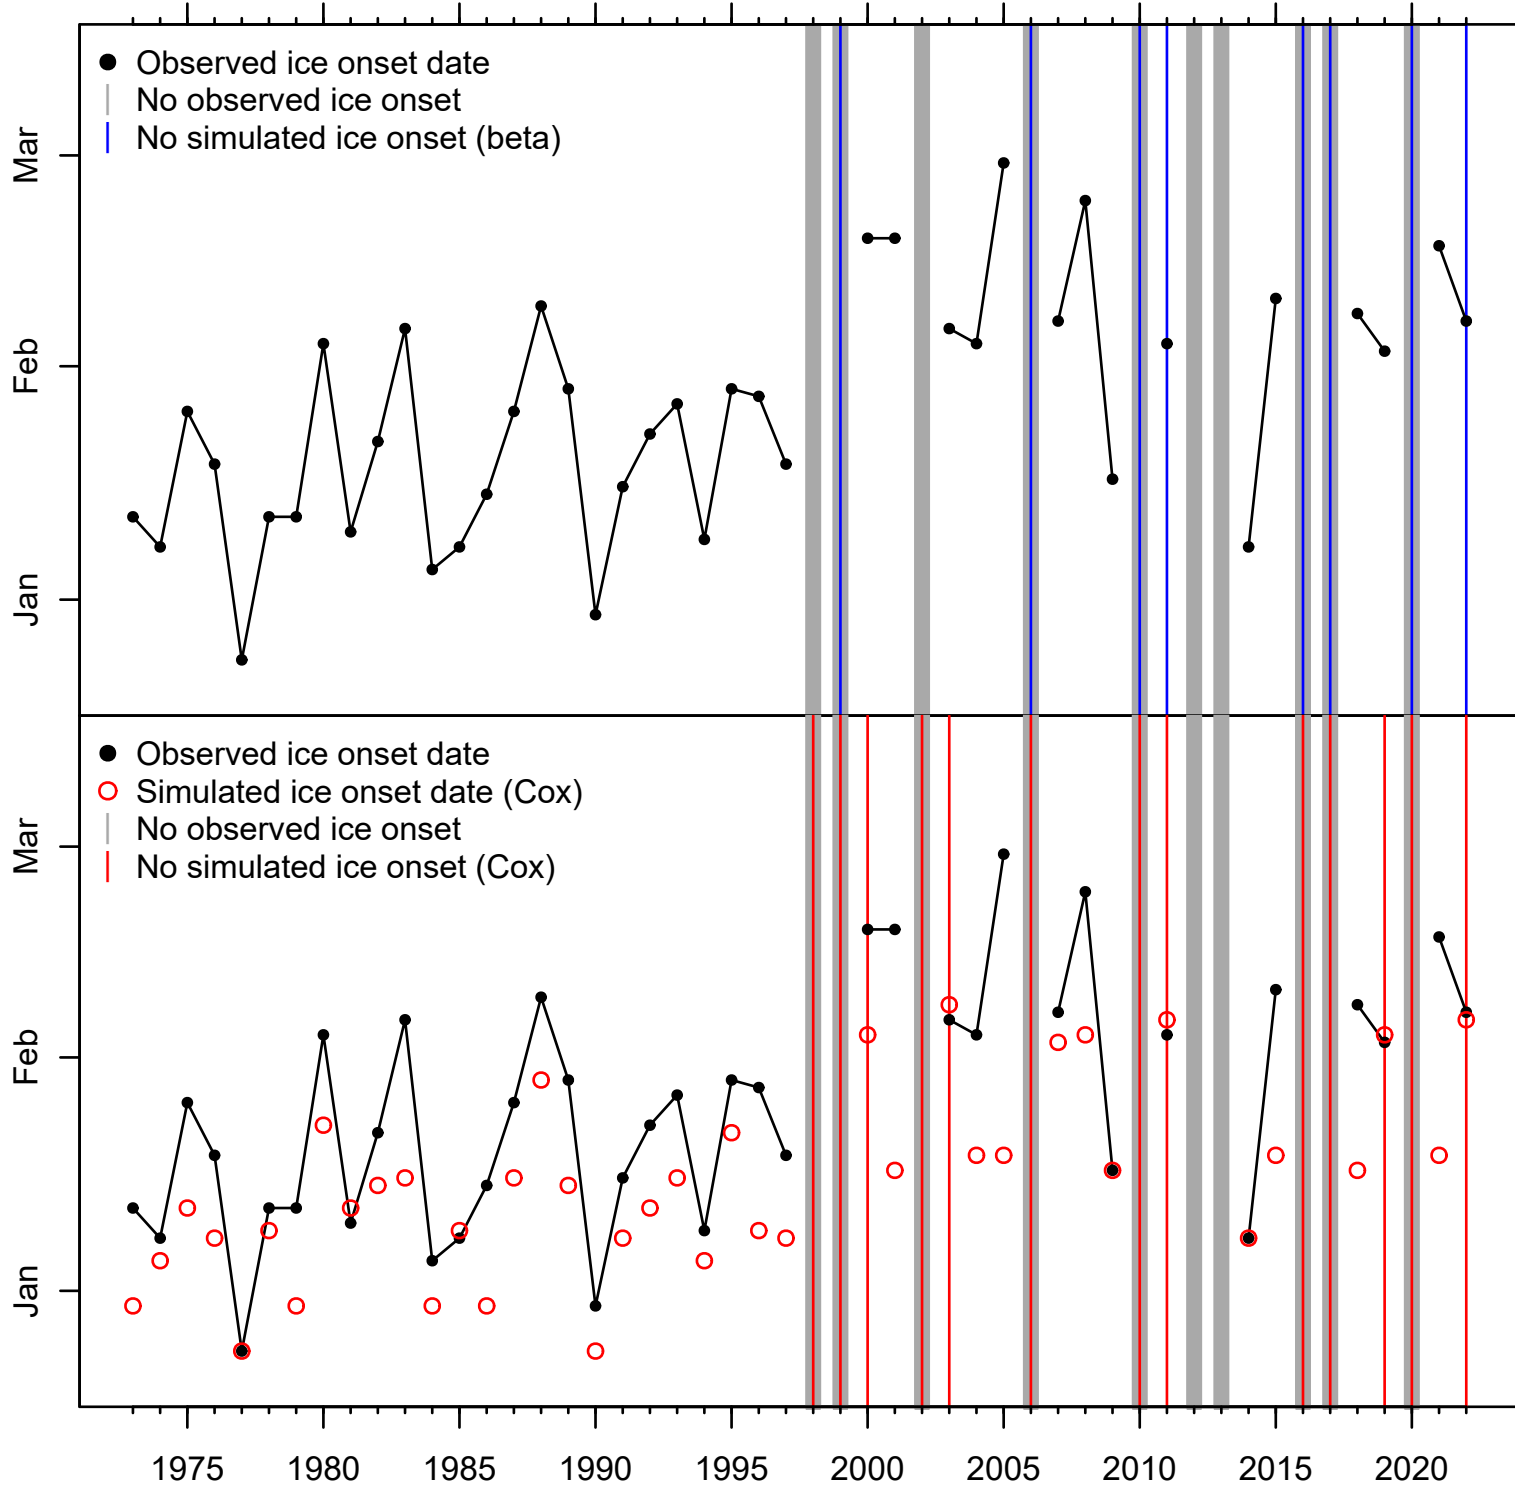 Observed ice onset date
No observed ice onset
No simulated ice onset (beta)
Mar
Feb
Jan
Observed ice onset date
Simulated ice onset date (Cox)
No observed ice onset
No simulated ice onset (Cox)
Mar
Feb
Jan
1975 1980 1985 1990 1995 2000 2005 2010 2015 2020